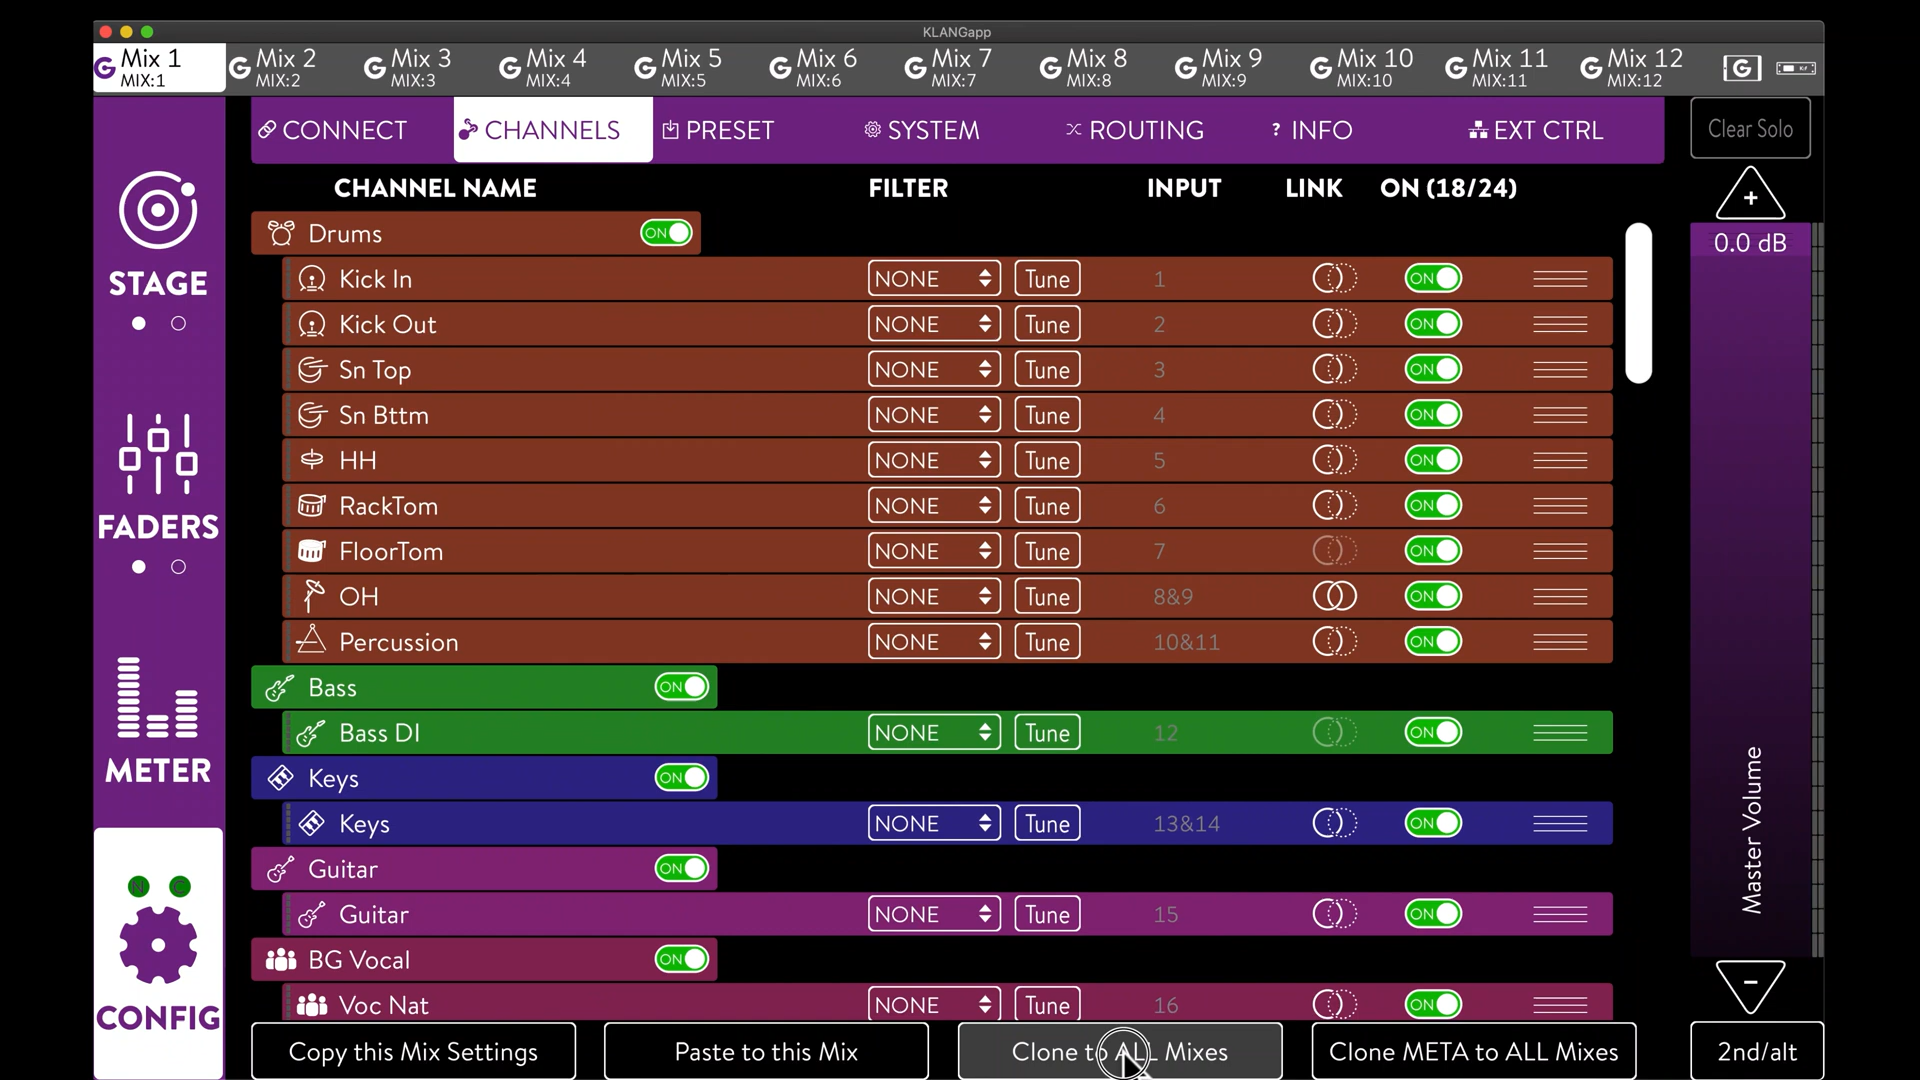 KLANGapp
Mix 1 Mix 2 Mix 3 Mix 4 Mix 5 Mix 6 Mix 7 Mix 8 Mix 9 Mix 10 Mix 11 Mix 12
MIX:1 MIX:2 MIX:3 MIX:4 MIX:5 MIX:6 MIX:7 MIX:8 MIX:9 MIX:10 MIX:11 MIX:12
CONNECT CHANNELS PRESET SYSTEM ROUTING ? INFO EXT CTRL Clear Solo
CHANNEL NAME FILTER INPUT LINK ON (18/24)
+
Drums ON
0.0 dB
Kick In NONE Tune 1 ON
STAGE
Kick Out NONE Tune 2 ON
Sn Top NONE Tune 3 ON
Sn Bttm NONE Tune 4 ON
HH NONE Tune 5 ON
RackTom NONE Tune 6 ON
FADERS
FloorTom NONE Tune 7 ON
OH NONE Tune 8&9 ON
Percussion NONE Tune 10&11 ON
Bass ON
Bass DI NONE Tune 12 ON
METER
Keys ON
Keys NONE Tune 13&14 ON
Master Volume
Guitar ON
N C
Guitar NONE Tune 15 ON
BG Vocal ON
-
Voc Nat NONE Tune 16 ON
CONFIG
Copy this Mix Settings Paste to this Mix Clone to ALL Mixes Clone META to ALL Mixes 2nd/alt